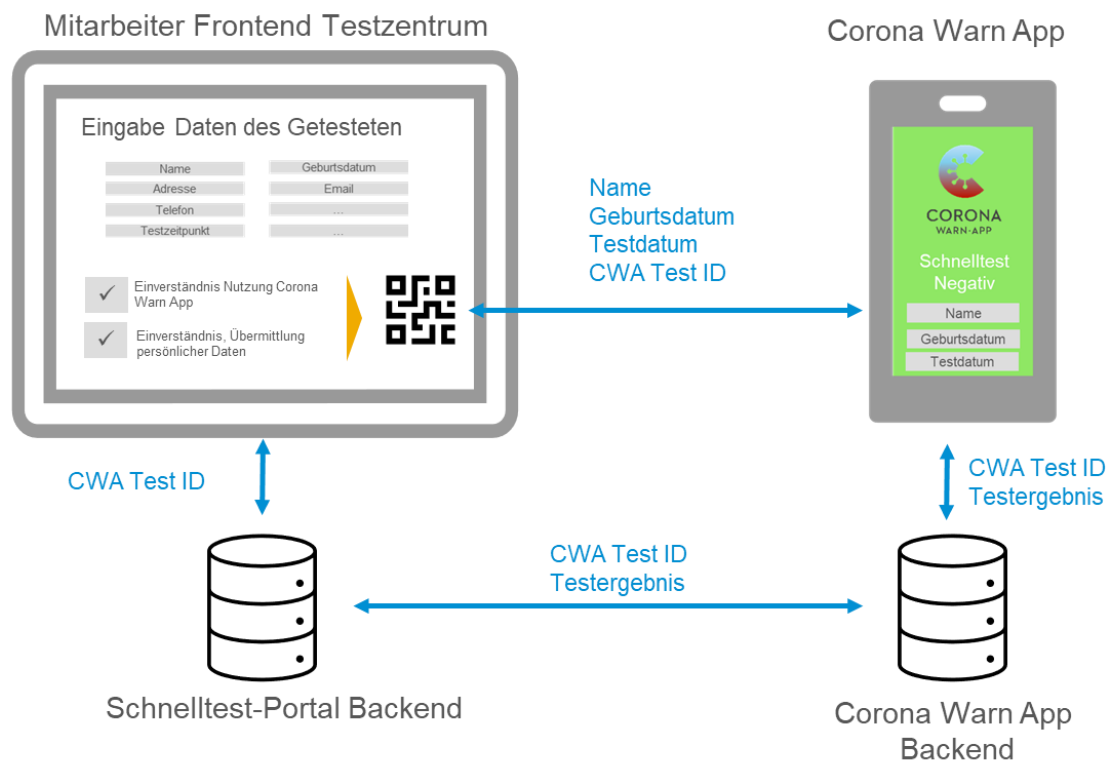 Mitarbeiter Frontend Testzentrum
Corona Warn App
Eingabe Daten des Getesteten
Name
Geburtsdatum
Adresse
Email
Telefon
...
Testzeitpunkt
...
Einverständnis Nutzung Corona
Warn App
Einverständnis, Übermittlung
persönlicher Daten
Name
Geburtsdatum
Testdatum
CWA Test ID
CORONA
WARN-APP
Schnelltest
Negativ
Name
Geburtsdatum
Testdatum
CWA Test ID
CWA Test ID
Testergebnis
CWA Test ID
Testergebnis
Schnelltest-Portal Backend
Corona Warn App
Backend